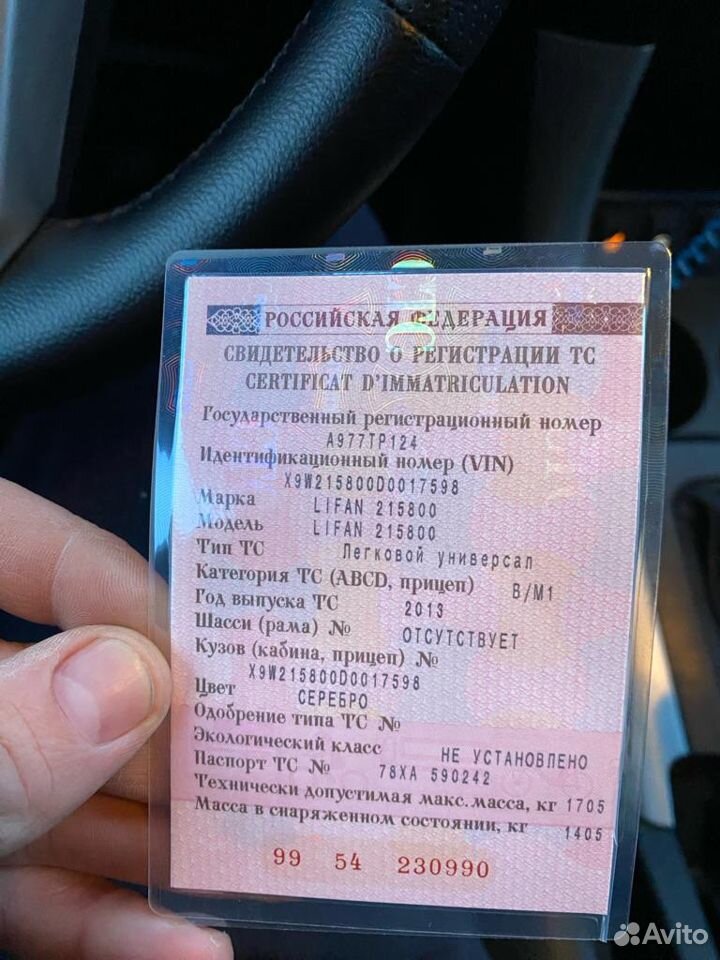 РОССИЙСКАЯ ФЕДЕРАЦИЯ
СВИДЕТЕЛЬСТВО О РЕГИСТРАЦИИ ТС
CERTIFICAT D'IMMATRICULATION
Государственный регистрационный номер
А977ТР124
Идентификационный номер (VIN)
X9W215800D0017598
Марка LIFAN 215800
Модель LIFAN 215800
Тип ТС Легковой универсал
Категория ТС (ABCD, прицеп) B/M1
Год выпуска ТС 2013
Шасси (рама) № ОТСУТСТВУЕТ
Кузов (кабина, прицеп) №
X9W215800D0017598
Цвет СЕРЕБРО
Одобрение типа ТС №
Экологический класс НЕ УСТАНОВЛЕНО
Паспорт ТС № 78ХА 590242
Технически допустимая макс.масса, кг 1705
Масса в снаряженном состоянии, кг 1405
99 54 230990
Avito